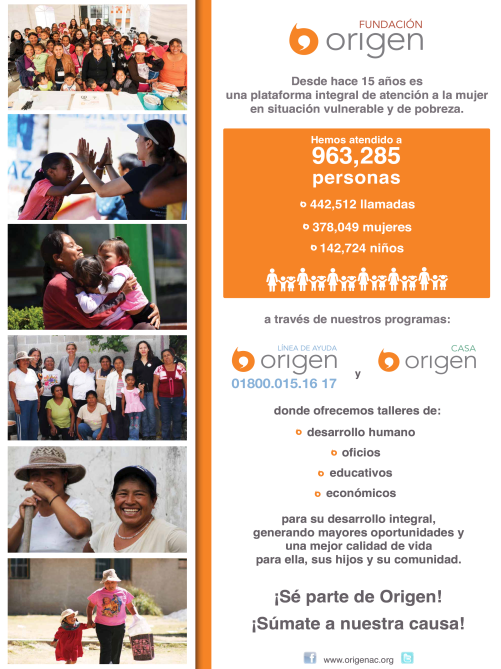 FUNDACIÓN
origen
Desde hace 15 años es
una plataforma integral de atención a la mujer
en situación vulnerable y de pobreza.
Hemos atendido a
963,285
personas
442,512 llamadas
378,049 mujeres
142,724 niños
a través de nuestros programas:
LÍNEA DE AYUDA
origen
01800.015.16 17
y
CASA
origen
donde ofrecemos talleres de:
desarrollo humano
oficios
educativos
económicos
para su desarrollo integral,
generando mayores oportunidades y
una mejor calidad de vida
para ella, sus hijos y su comunidad.
¡Sé parte de Origen!
¡Súmate a nuestra causa!
www.origenac.org